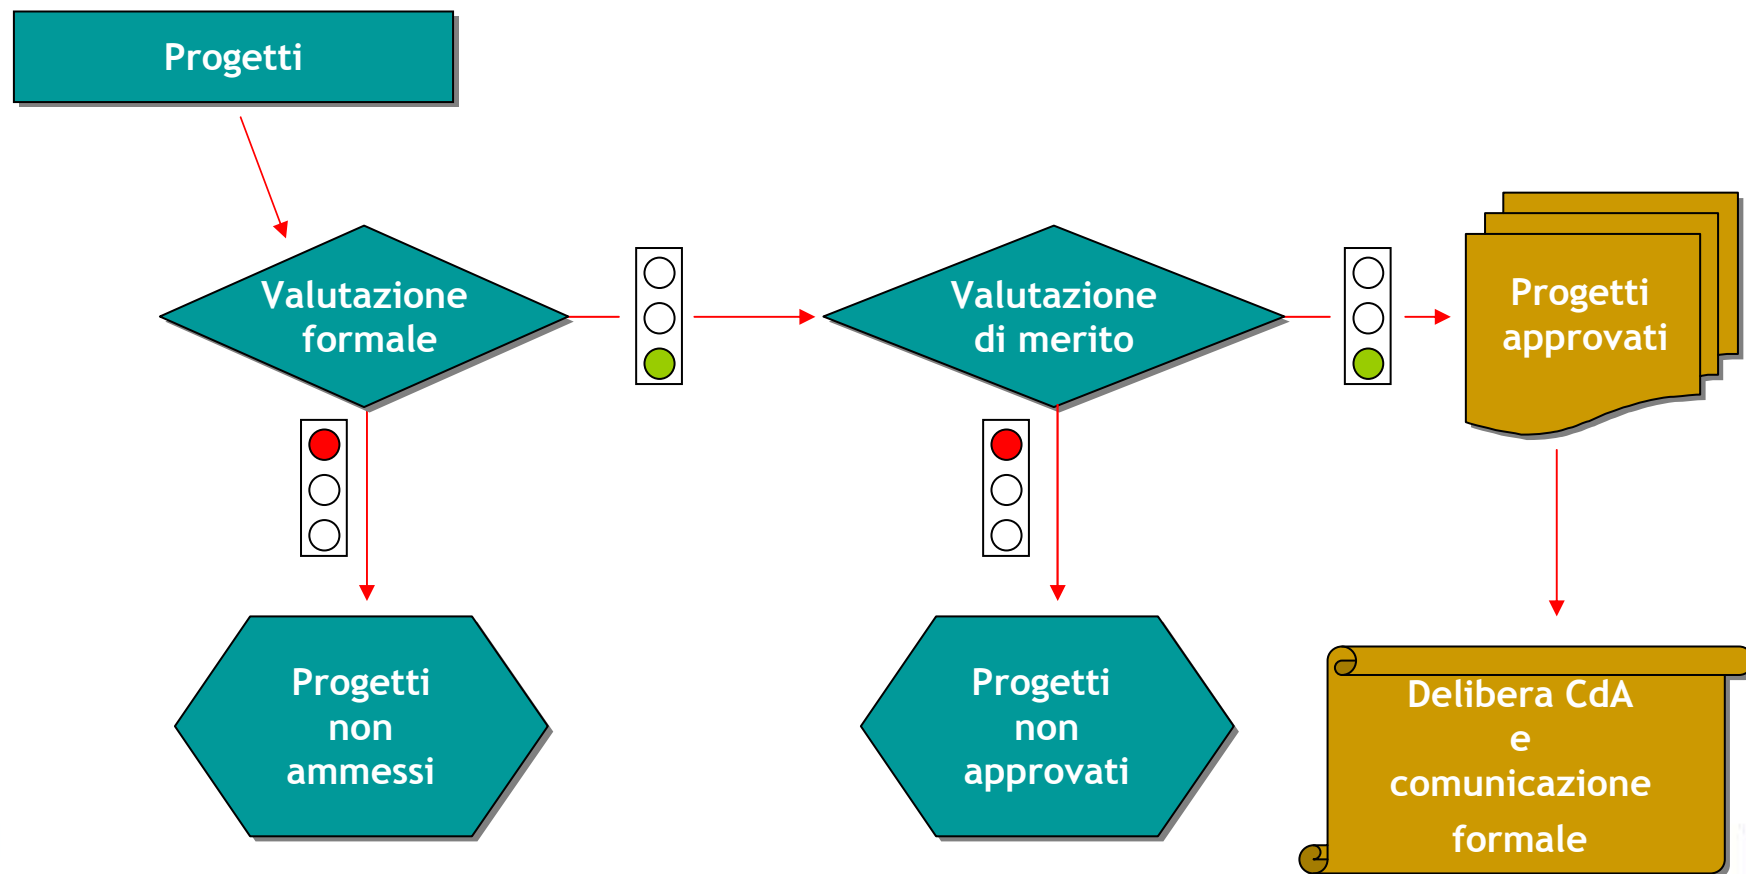 Progetti
Valutazione
formale
Valutazione
di merito
Progetti
approvati
Progetti
non
ammessi
Progetti
non
approvati
Delibera CdA
e
comunicazione
formale